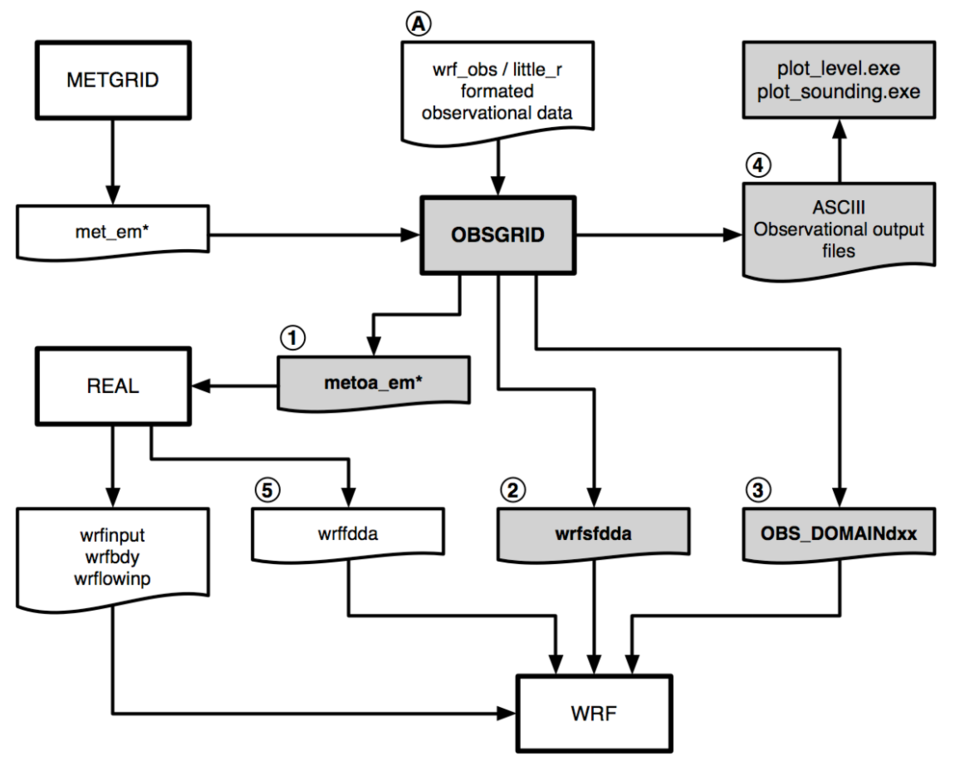 A
METGRID
wrf_obs / little_r
formated
observational data
plot_level.exe
plot_sounding.exe
4
met_em*
OBSGRID
ASCIII
Observational output
files
1
REAL
metoa_em*
5
2
3
wrfinput
wrfbdy
wrflowinp
wrffdda
wrfsfdda
OBS_DOMAINdxx
WRF